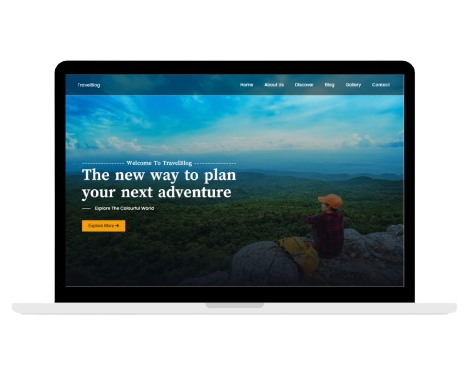 TravelBlog
Home About Us Discover Blog Gallery Contact
Welcome To TravelBlog
The new way to plan
your next adventure
Explore The Colourful World
Explore More →